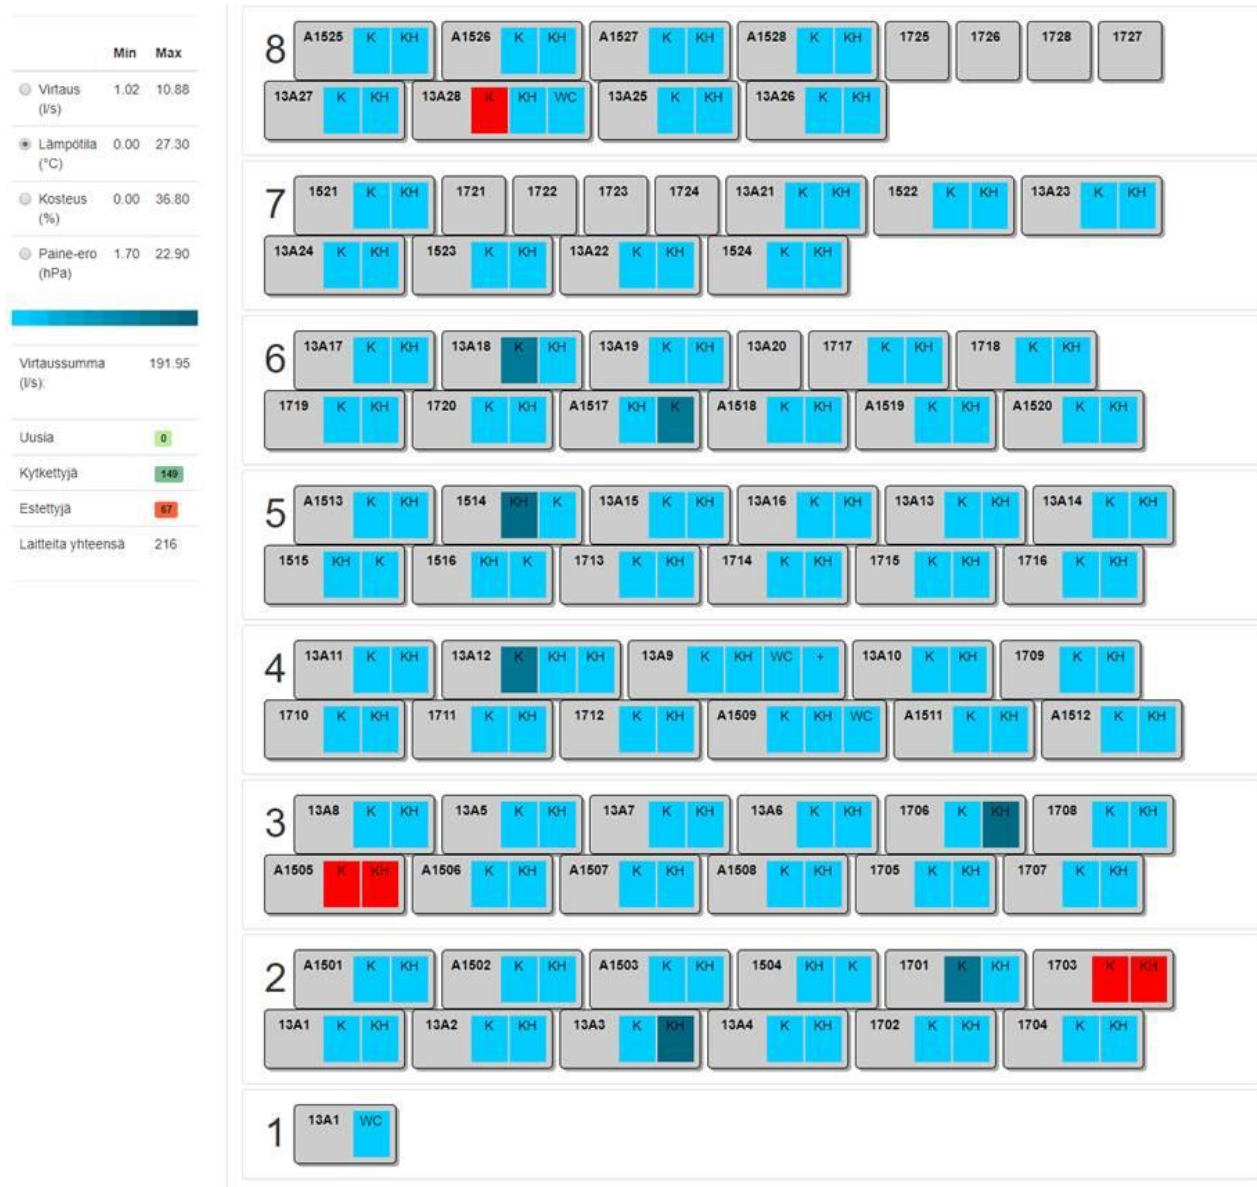 Min Max
Virtaus (l/s) 1.02 10.88
Lämpötila (°C) 0.00 27.30
Kosteus (%) 0.00 36.80
Paine-ero (hPa) 1.70 22.90
Virtaussumma (l/s): 191.95
Uusia 0
Kytkettyjä 149
Estettyjä 67
Laitteita yhteensä 216
8 A1525 K KH A1526 K KH A1527 K KH A1528 K KH 1725 1726 1728 1727
13A27 K KH 13A28 K KH WC 13A25 K KH 13A26 K KH
7 1521 K KH 1721 1722 1723 1724 13A21 K KH 1522 K KH 13A23 K KH
13A24 K KH 1523 K KH 13A22 K KH 1524 K KH
6 13A17 K KH 13A18 K KH 13A19 K KH 13A20 1717 K KH 1718 K KH
1719 K KH 1720 K KH A1517 KH K A1518 K KH A1519 K KH A1520 K KH
5 A1513 K KH 1514 KH K 13A15 K KH 13A16 K KH 13A13 K KH 13A14 K KH
1515 KH K 1516 KH K 1713 K KH 1714 K KH 1715 K KH 1716 K KH
4 13A11 K KH 13A12 K KH KH 13A9 K KH WC + 13A10 K KH 1709 K KH
1710 K KH 1711 K KH 1712 K KH A1509 K KH WC A1511 K KH A1512 K KH
3 13A8 K KH 13A5 K KH 13A7 K KH 13A6 K KH 1706 K KH 1708 K KH
A1505 K KH A1506 K KH A1507 K KH A1508 K KH 1705 K KH 1707 K KH
2 A1501 K KH A1502 K KH A1503 K KH 1504 KH K 1701 K KH 1703 K KH
13A1 K KH 13A2 K KH 13A3 K KH 13A4 K KH 1702 K KH 1704 K KH
1 13A1 WC